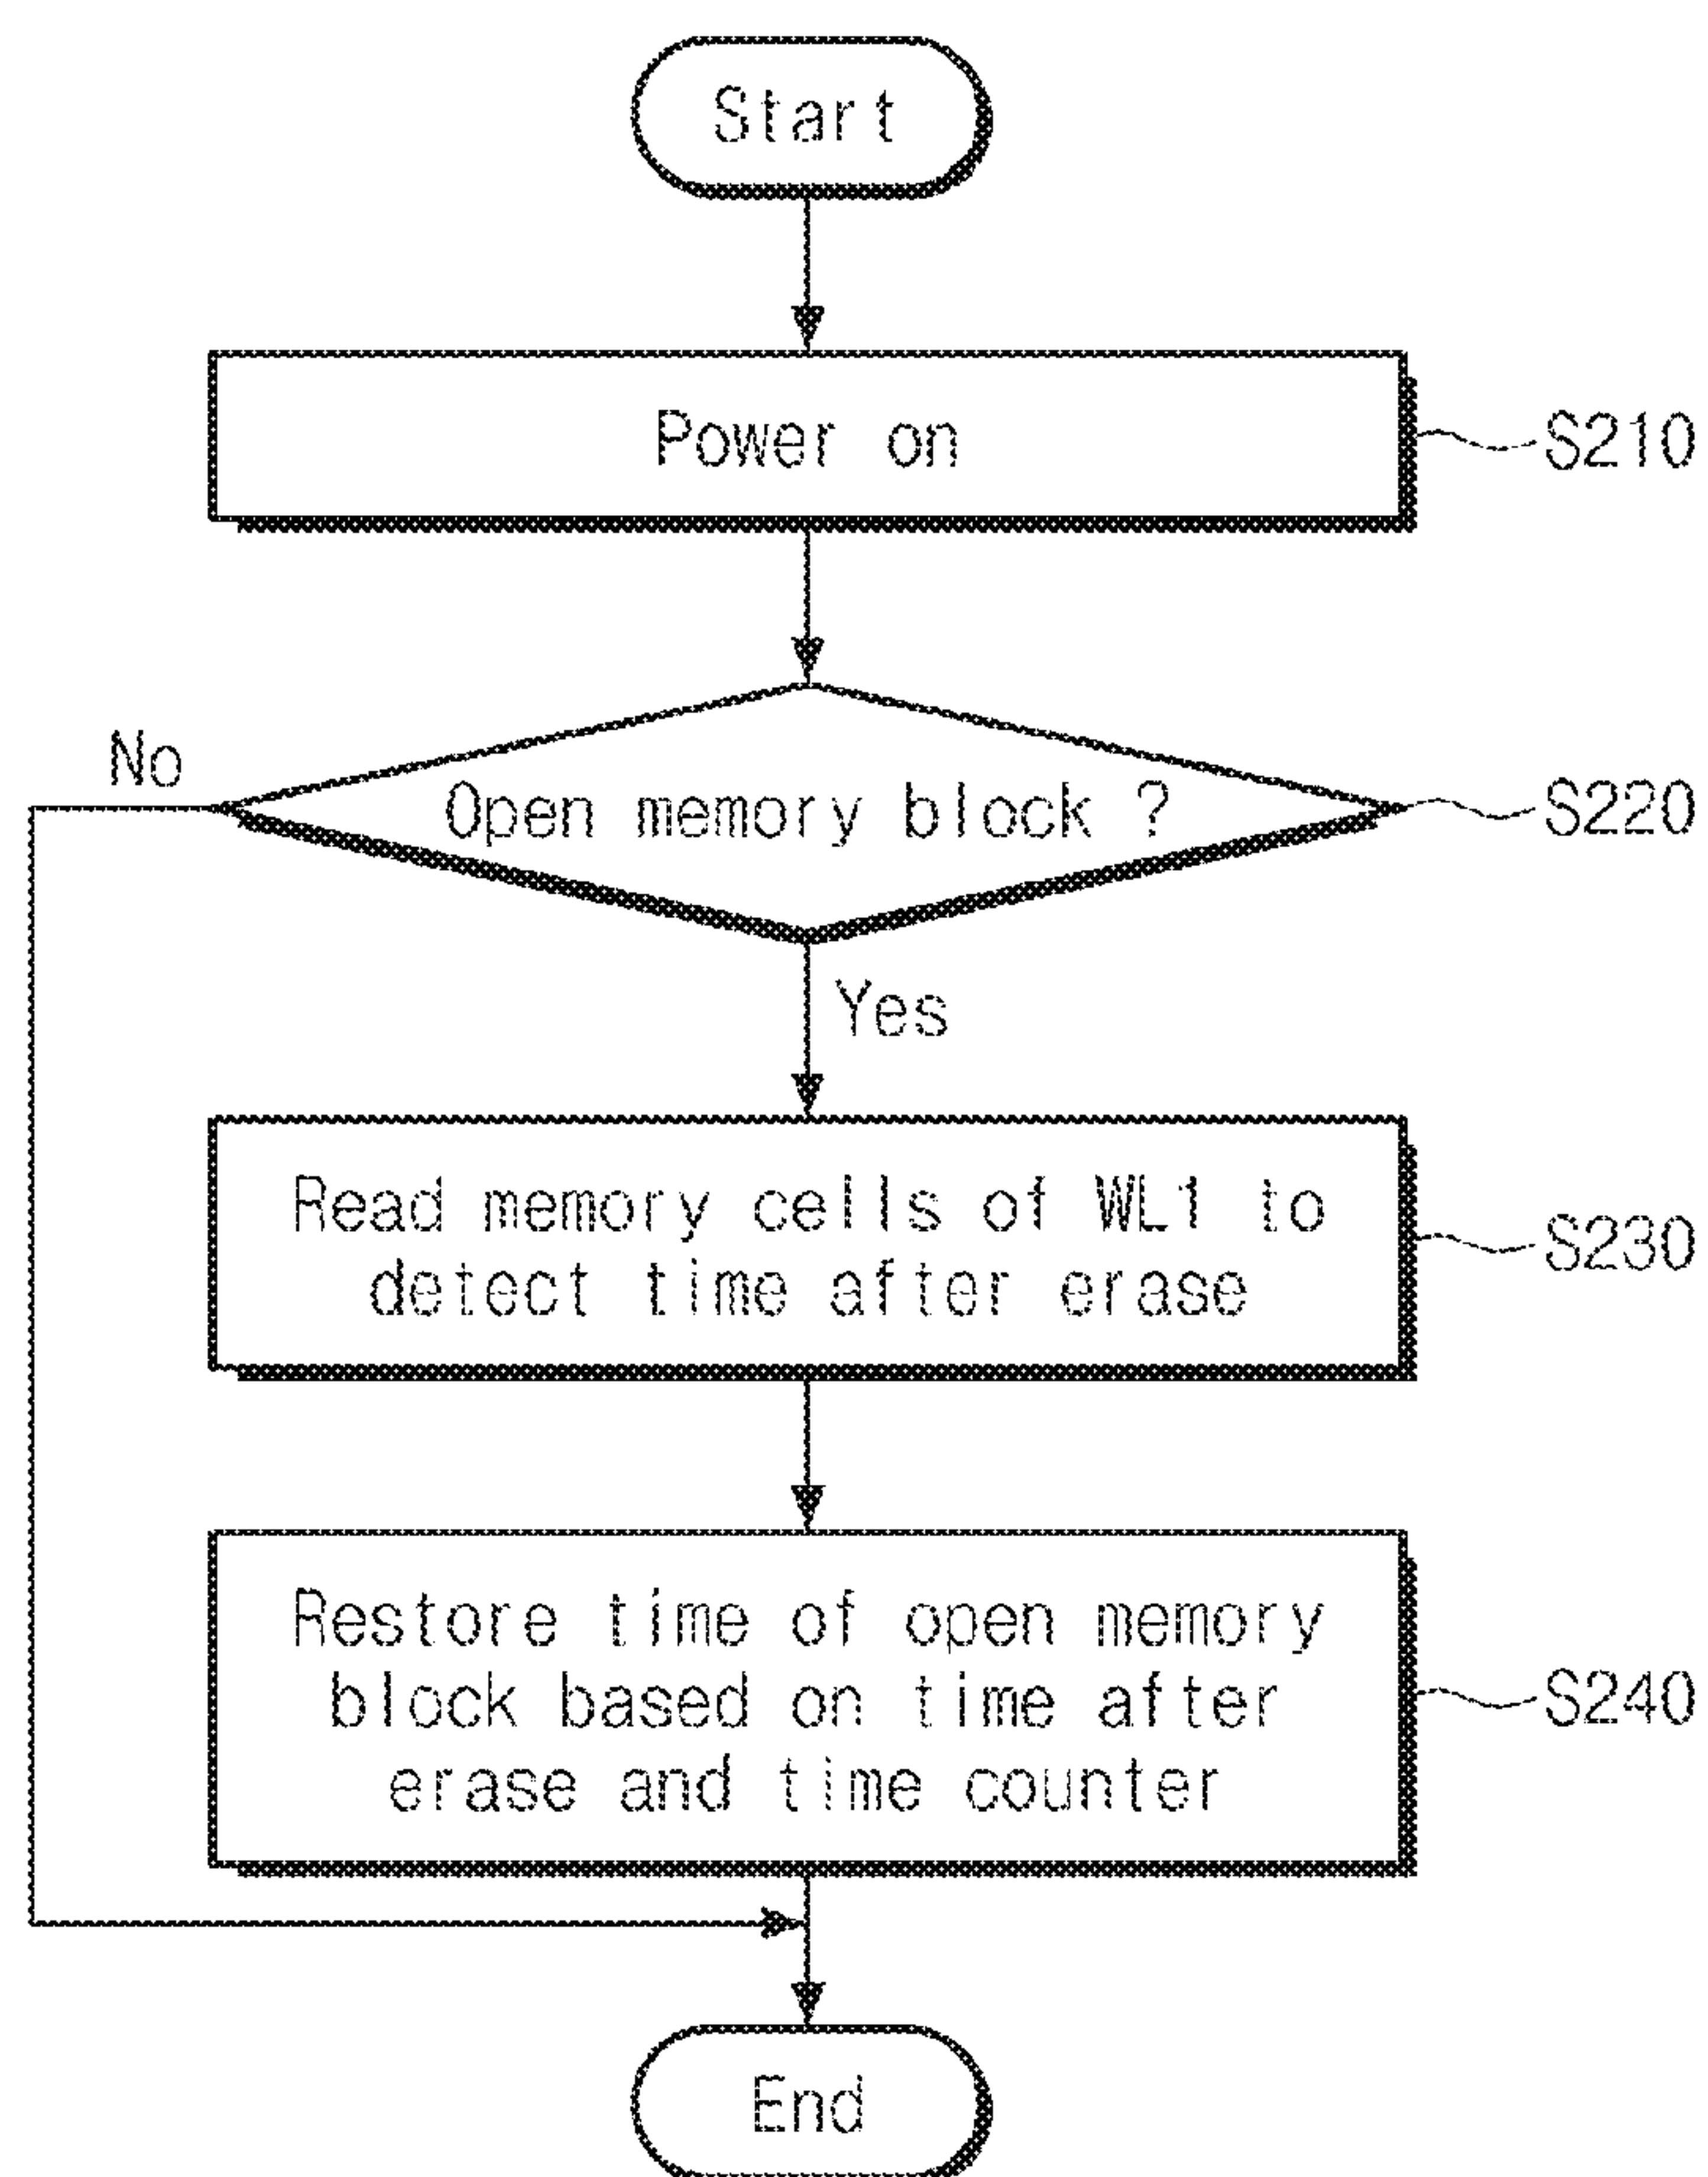 Start
Power on
S210
No
Open memory block ?
S220
Yes
Read memory cells of WL1 to
detect time after erase
S230
Restore time of open memory
block based on time after
erase and time counter
S240
End